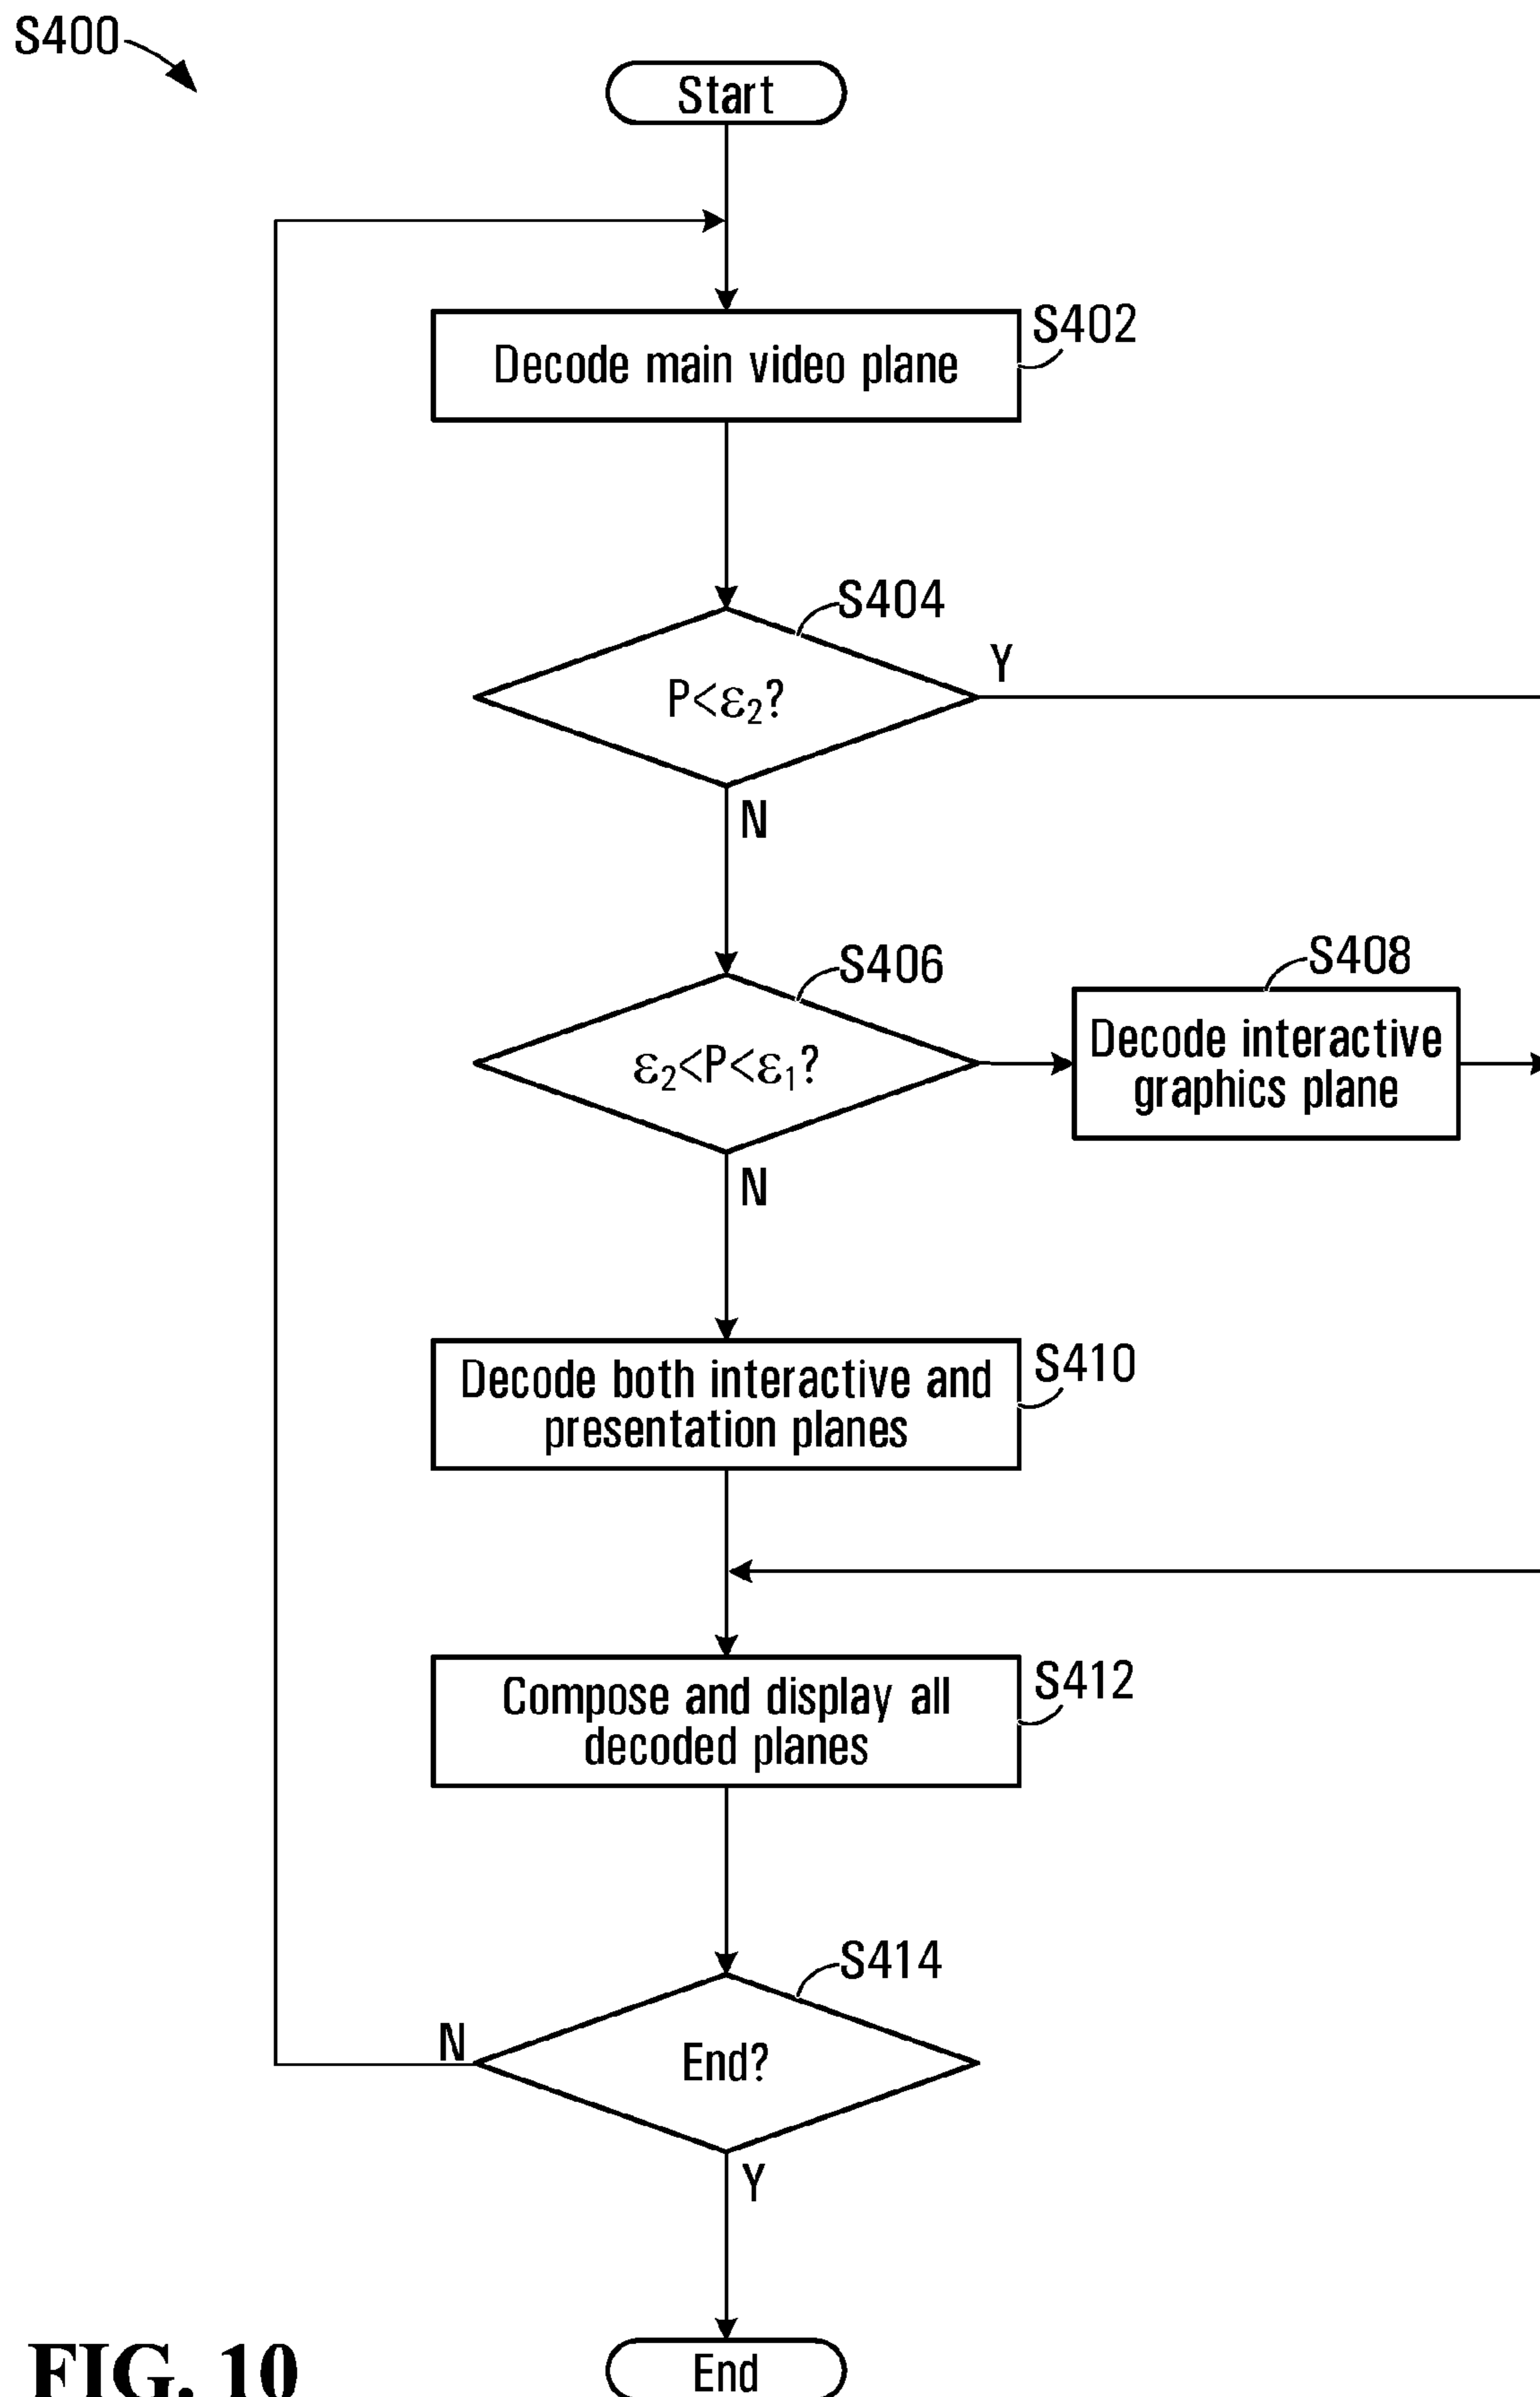 S400
Start
S402
Decode main video plane
S404
P<ε₂?
Y
N
S406
ε₂<P<ε₁?
S408
Decode interactive
graphics plane
N
S410
Decode both interactive and
presentation planes
S412
Compose and display all
decoded planes
S414
End?
N
Y
End
FIG. 10